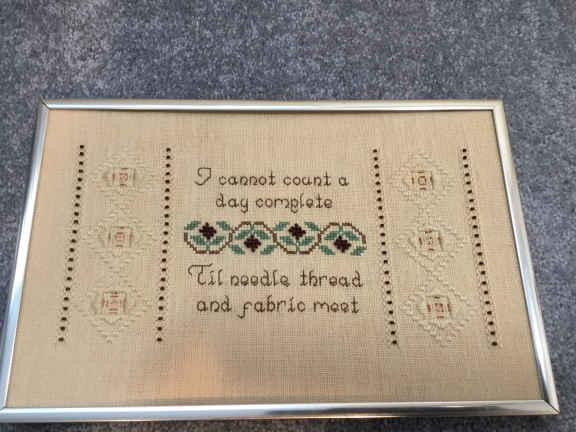 I cannot count a
day complete
'Til needle thread
and fabric meet